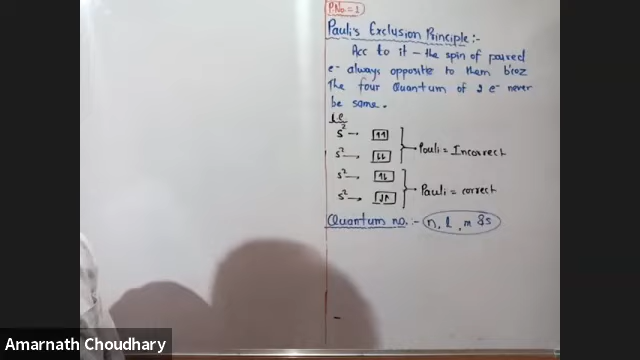 P.No = 1
Pauli's Exclusion Principle :-
Acc to it - the spin of paired
e- always opposite to them b'coz
The four Quantum of 2 e- never
be same.
i.e
s² → ↿↿
s² → ⇂⇂ Pauli = Incorrect
s² → ↿⇂
s² → ⇂↿ Pauli = correct
Quantum no. :- n, l, m & s
Amarnath Choudhary